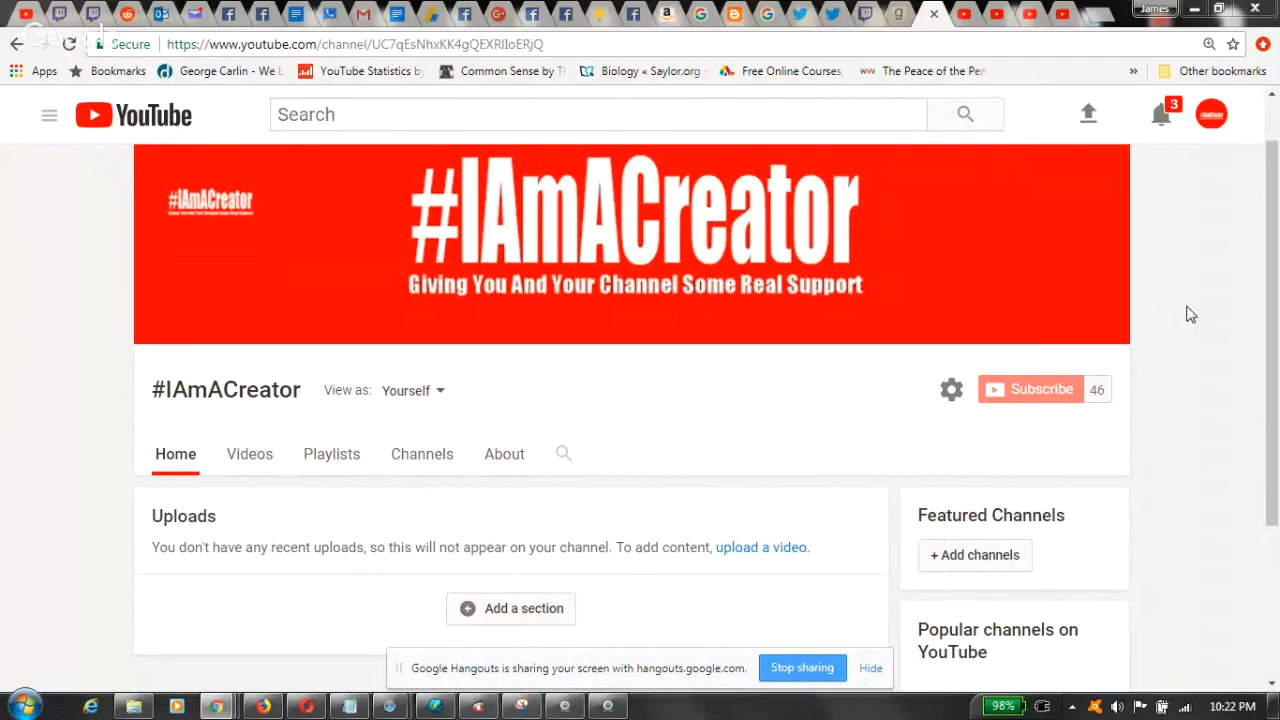 James
Secure https://www.youtube.com/channel/UC7qEsNhxKK4gQEXRlIoERjQ
Apps Bookmarks George Carlin - We L YouTube Statistics by Common Sense by T Biology « Saylor.org Free Online Courses, The Peace of the Pen » Other bookmarks
YouTube Search 3
#IAmACreator
#IAmACreator
Giving You And Your Channel Some Real Support
#IAmACreator View as: Yourself Subscribe 46
Home Videos Playlists Channels About
Uploads
You don't have any recent uploads, so this will not appear on your channel. To add content, upload a video.
Add a section
Featured Channels
+ Add channels
Popular channels on
YouTube
Google Hangouts is sharing your screen with hangouts.google.com. Stop sharing Hide
98% 10:22 PM